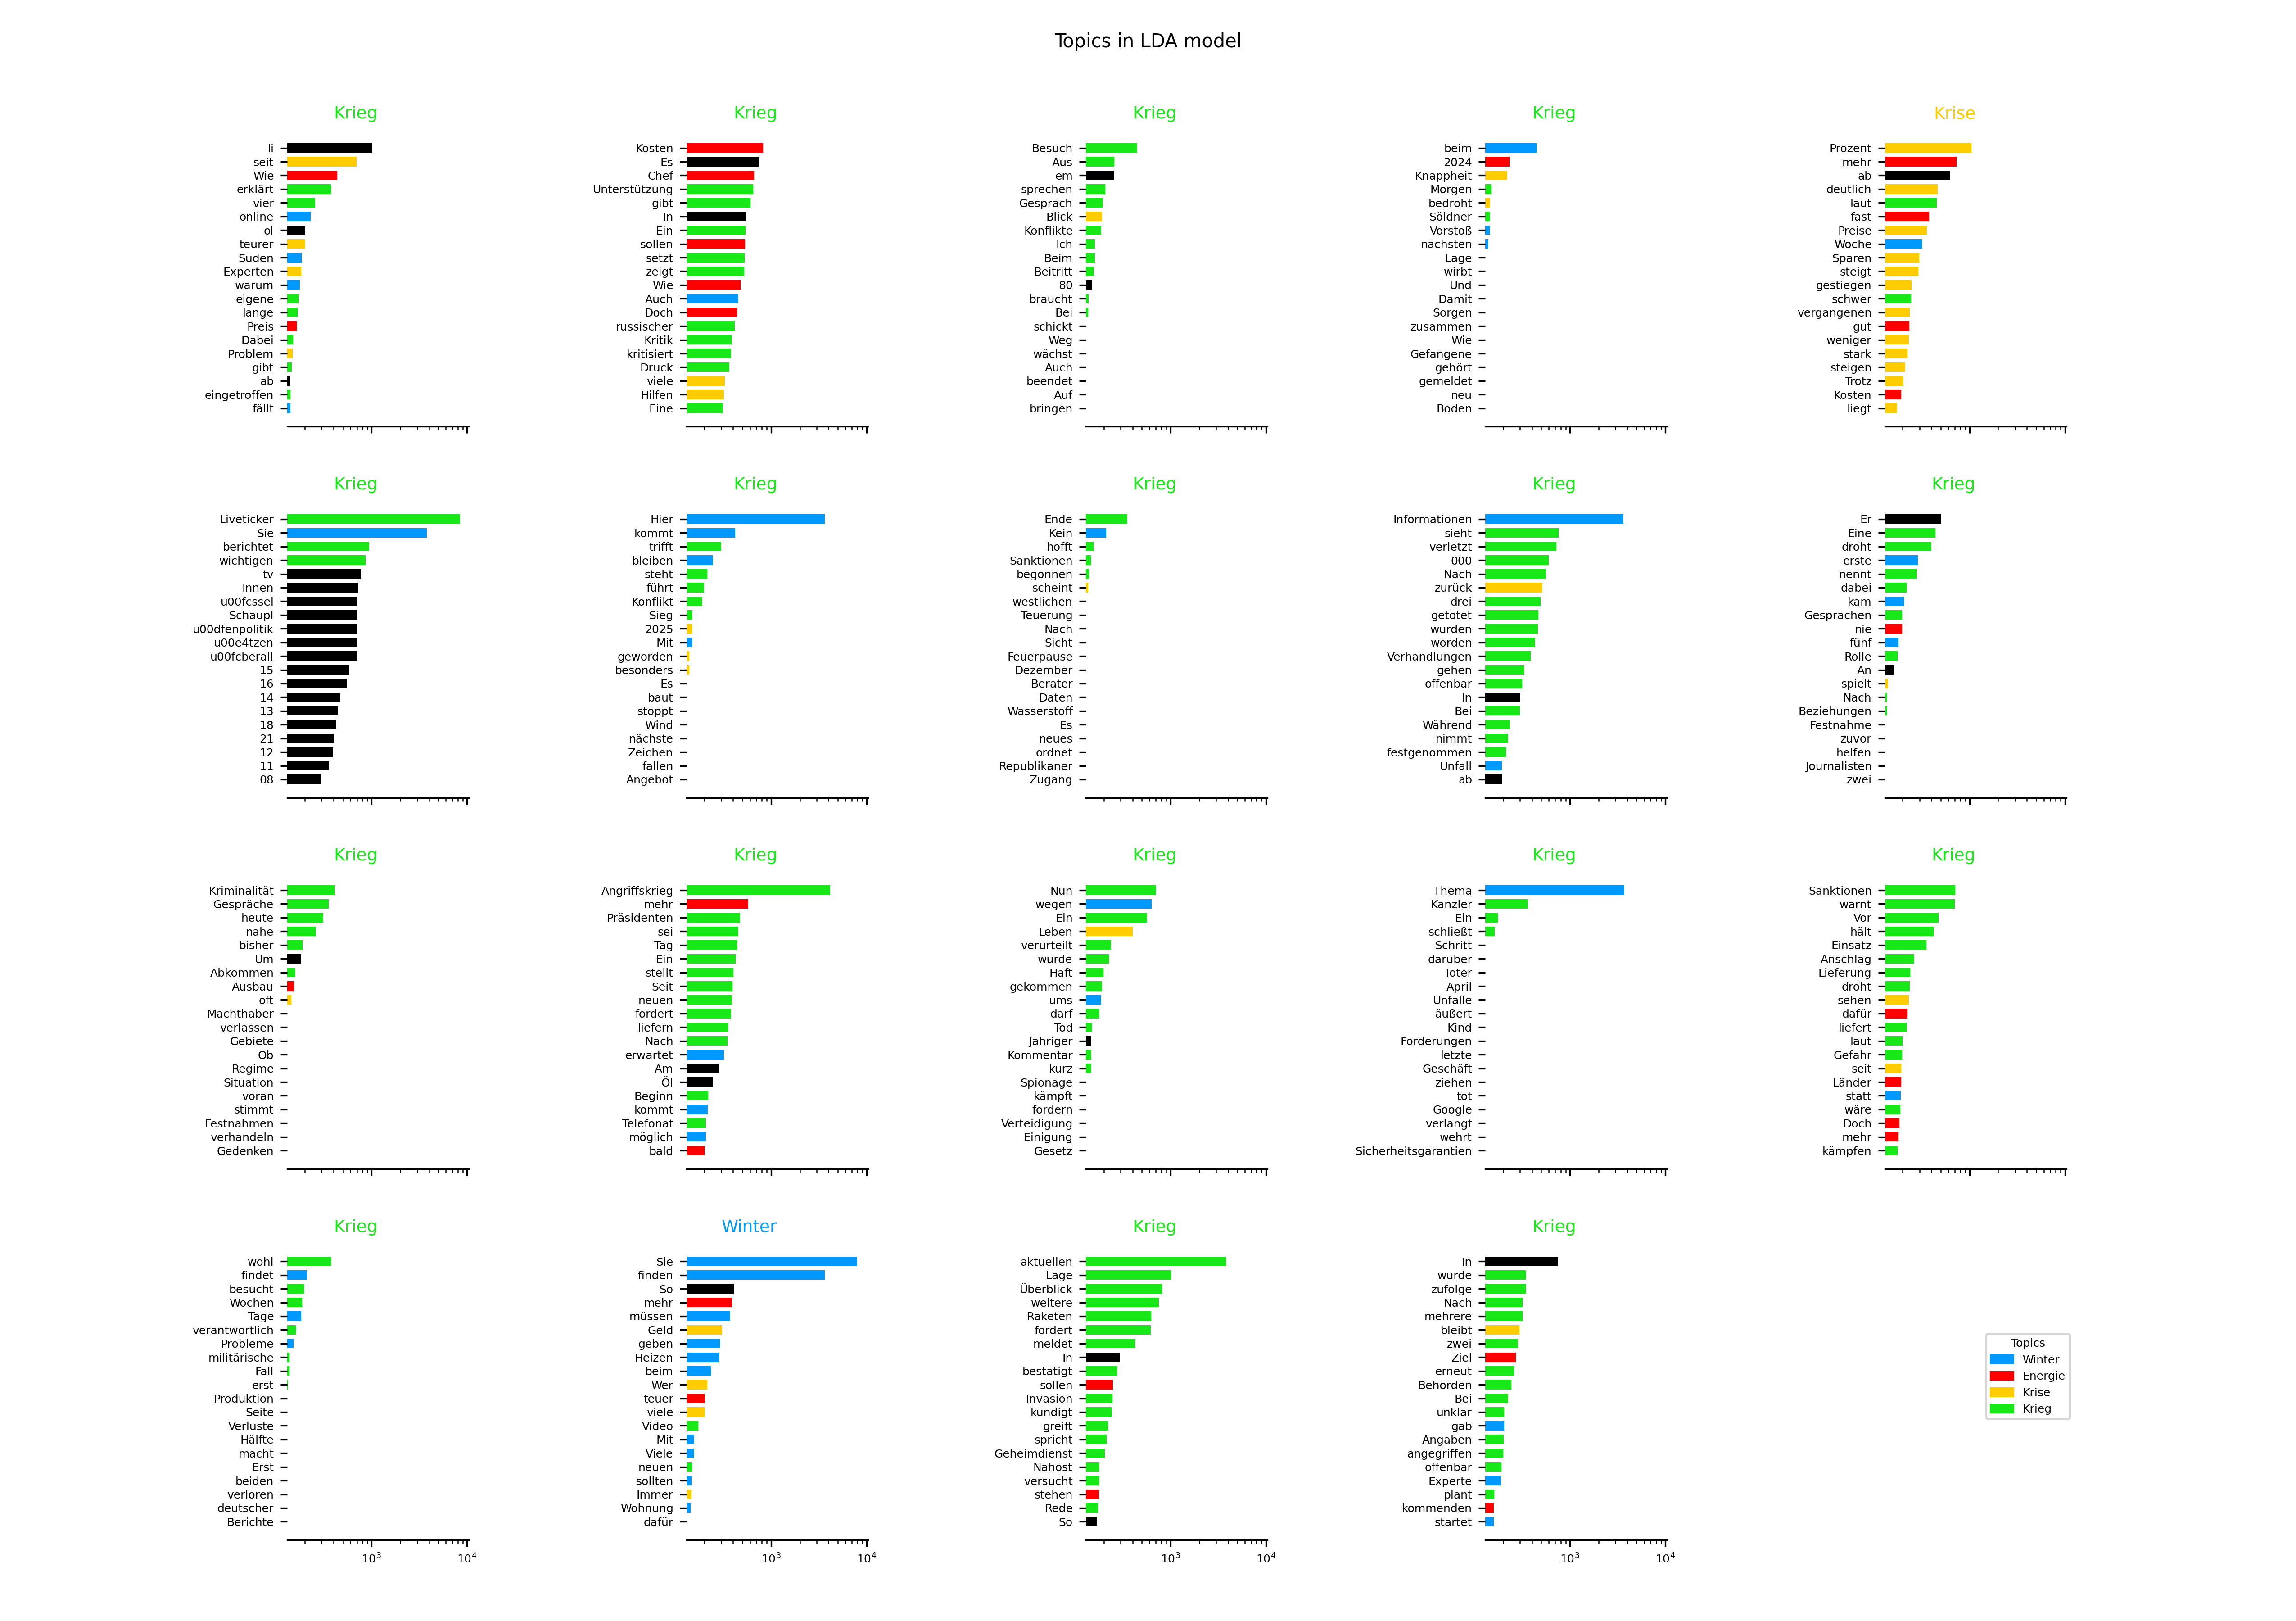 Topics in LDA model
Krieg
li
seit
Wie
erklärt
vier
online
ol
teurer
Süden
Experten
warum
eigene
lange
Preis
Dabei
Problem
gibt
ab
eingetroffen
fällt
Krieg
Kosten
Es
Chef
Unterstützung
gibt
In
Ein
sollen
setzt
zeigt
Wie
Auch
Doch
russischer
Kritik
kritisiert
Druck
viele
Hilfen
Eine
Krieg
Besuch
Aus
em
sprechen
Gespräch
Blick
Konflikte
Ich
Beim
Beitritt
80
braucht
Bei
schickt
Weg
wächst
Auch
beendet
Auf
bringen
Krieg
beim
2024
Knappheit
Morgen
bedroht
Söldner
Vorstoß
nächsten
Lage
wirbt
Und
Damit
Sorgen
zusammen
Wie
Gefangene
gehört
gemeldet
neu
Boden
Krise
Prozent
mehr
ab
deutlich
laut
fast
Preise
Woche
Sparen
steigt
gestiegen
schwer
vergangenen
gut
weniger
stark
steigen
Trotz
Kosten
liegt
Krieg
Liveticker
Sie
berichtet
wichtigen
tv
Innen
u00fcssel
Schaupl
u00dfenpolitik
u00e4tzen
u00fcberall
15
16
14
13
18
21
12
11
08
Krieg
Hier
kommt
trifft
bleiben
steht
führt
Konflikt
Sieg
2025
Mit
geworden
besonders
Es
baut
stoppt
Wind
nächste
Zeichen
fallen
Angebot
Krieg
Ende
Kein
hofft
Sanktionen
begonnen
scheint
westlichen
Teuerung
Nach
Sicht
Feuerpause
Dezember
Berater
Daten
Wasserstoff
Es
neues
ordnet
Republikaner
Zugang
Krieg
Informationen
sieht
verletzt
000
Nach
zurück
drei
getötet
wurden
worden
Verhandlungen
gehen
offenbar
In
Bei
Während
nimmt
festgenommen
Unfall
ab
Krieg
Er
Eine
droht
erste
nennt
dabei
kam
Gesprächen
nie
fünf
Rolle
An
spielt
Nach
Beziehungen
Festnahme
zuvor
helfen
Journalisten
zwei
Krieg
Kriminalität
Gespräche
heute
nahe
bisher
Um
Abkommen
Ausbau
oft
Machthaber
verlassen
Gebiete
Ob
Regime
Situation
voran
stimmt
Festnahmen
verhandeln
Gedenken
Krieg
Angriffskrieg
mehr
Präsidenten
sei
Tag
Ein
stellt
Seit
neuen
fordert
liefern
Nach
erwartet
Am
Öl
Beginn
kommt
Telefonat
möglich
bald
Krieg
Nun
wegen
Ein
Leben
verurteilt
wurde
Haft
gekommen
ums
darf
Tod
Jähriger
Kommentar
kurz
Spionage
kämpft
fordern
Verteidigung
Einigung
Gesetz
Krieg
Thema
Kanzler
Ein
schließt
Schritt
darüber
Toter
April
Unfälle
äußert
Kind
Forderungen
letzte
Geschäft
ziehen
tot
Google
verlangt
wehrt
Sicherheitsgarantien
Krieg
Sanktionen
warnt
Vor
hält
Einsatz
Anschlag
Lieferung
droht
sehen
dafür
liefert
laut
Gefahr
seit
Länder
statt
wäre
Doch
mehr
kämpfen
Krieg
wohl
findet
besucht
Wochen
Tage
verantwortlich
Probleme
militärische
Fall
erst
Produktion
Seite
Verluste
Hälfte
macht
Erst
beiden
verloren
deutscher
Berichte
10³ 10⁴
Winter
Sie
finden
So
mehr
müssen
Geld
geben
Heizen
beim
Wer
teuer
viele
Video
Mit
Viele
neuen
sollten
Immer
Wohnung
dafür
10³ 10⁴
Krieg
aktuellen
Lage
Überblick
weitere
Raketen
fordert
meldet
In
bestätigt
sollen
Invasion
kündigt
greift
spricht
Geheimdienst
Nahost
versucht
stehen
Rede
So
10³ 10⁴
Krieg
In
wurde
zufolge
Nach
mehrere
bleibt
zwei
Ziel
erneut
Behörden
Bei
unklar
gab
Angaben
angegriffen
offenbar
Experte
plant
kommenden
startet
10³ 10⁴
Topics
Winter
Energie
Krise
Krieg